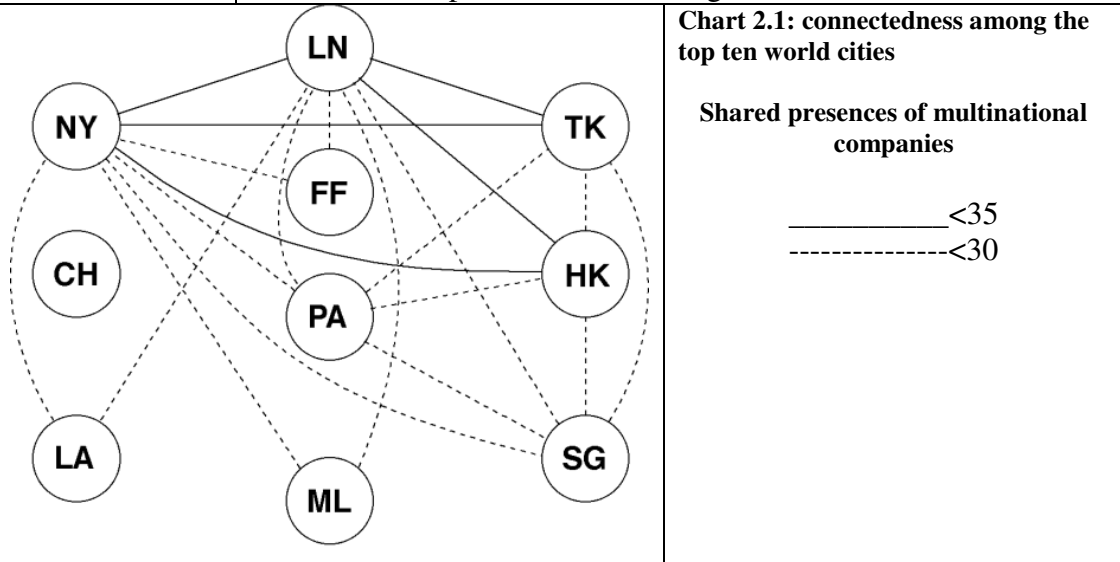 LN
NY
TK
FF
CH
HK
PA
LA
SG
ML
Chart 2.1: connectedness among the
top ten world cities
Shared presences of multinational
companies
___________<35
---------------<30